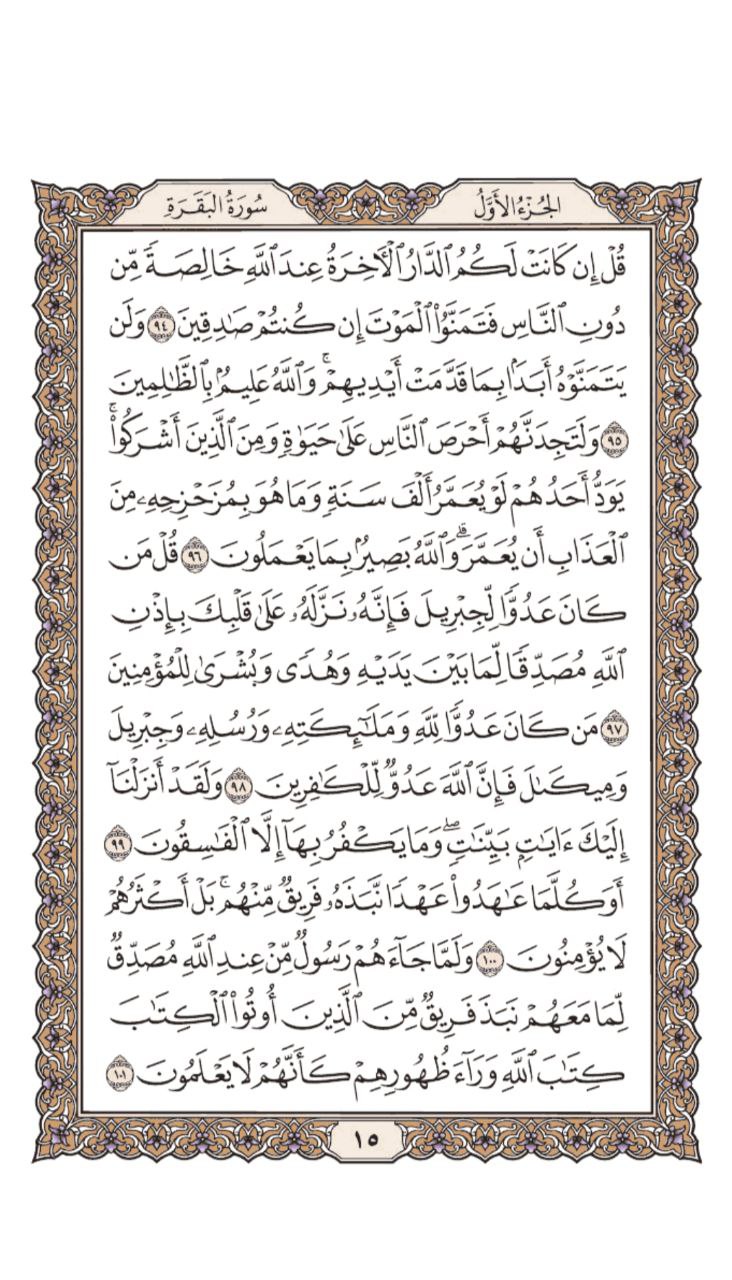 الجُزْءُ الأَوَّلُ
سُورَةُ البَقَرَةِ
قُلۡ إِن كَانَتۡ لَكُمُ ٱلدَّارُ ٱلۡأٓخِرَةُ عِندَ ٱللَّهِ خَالِصَةٗ مِّن
دُونِ ٱلنَّاسِ فَتَمَنَّوُاْ ٱلۡمَوۡتَ إِن كُنتُمۡ صَٰدِقِينَ ٩٤ وَلَن
يَتَمَنَّوۡهُ أَبَدَۢا بِمَا قَدَّمَتۡ أَيۡدِيهِمۡۚ وَٱللَّهُ عَلِيمُۢ بِٱلظَّٰلِمِينَ
٩٥ وَلَتَجِدَنَّهُمۡ أَحۡرَصَ ٱلنَّاسِ عَلَىٰ حَيَوٰةٖ وَمِنَ ٱلَّذِينَ أَشۡرَكُواْۚ
يَوَدُّ أَحَدُهُمۡ لَوۡ يُعَمَّرُ أَلۡفَ سَنَةٖ وَمَا هُوَ بِمُزَحۡزِحِهِۦ مِنَ
ٱلۡعَذَابِ أَن يُعَمَّرَۗ وَٱللَّهُ بَصِيرُۢ بِمَا يَعۡمَلُونَ ٩٦ قُلۡ مَن
كَانَ عَدُوّٗا لِّجِبۡرِيلَ فَإِنَّهُۥ نَزَّلَهُۥ عَلَىٰ قَلۡبِكَ بِإِذۡنِ
ٱللَّهِ مُصَدِّقٗا لِّمَا بَيۡنَ يَدَيۡهِ وَهُدٗى وَبُشۡرَىٰ لِلۡمُؤۡمِنِينَ
٩٧ مَن كَانَ عَدُوّٗا لِّلَّهِ وَمَلَٰٓئِكَتِهِۦ وَرُسُلِهِۦ وَجِبۡرِيلَ
وَمِيكَىٰلَ فَإِنَّ ٱللَّهَ عَدُوّٞ لِّلۡكَٰفِرِينَ ٩٨ وَلَقَدۡ أَنزَلۡنَآ
إِلَيۡكَ ءَايَٰتِۭ بَيِّنَٰتٖۖ وَمَا يَكۡفُرُ بِهَآ إِلَّا ٱلۡفَٰسِقُونَ ٩٩
أَوَكُلَّمَا عَٰهَدُواْ عَهۡدٗا نَّبَذَهُۥ فَرِيقٞ مِّنۡهُمۚ بَلۡ أَكۡثَرُهُمۡ
لَا يُؤۡمِنُونَ ١٠٠ وَلَمَّا جَآءَهُمۡ رَسُولٞ مِّنۡ عِندِ ٱللَّهِ مُصَدِّقٞ
لِّمَا مَعَهُمۡ نَبَذَ فَرِيقٞ مِّنَ ٱلَّذِينَ أُوتُواْ ٱلۡكِتَٰبَ
كِتَٰبَ ٱللَّهِ وَرَآءَ ظُهُورِهِمۡ كَأَنَّهُمۡ لَا يَعۡلَمُونَ ١٠١
١٥